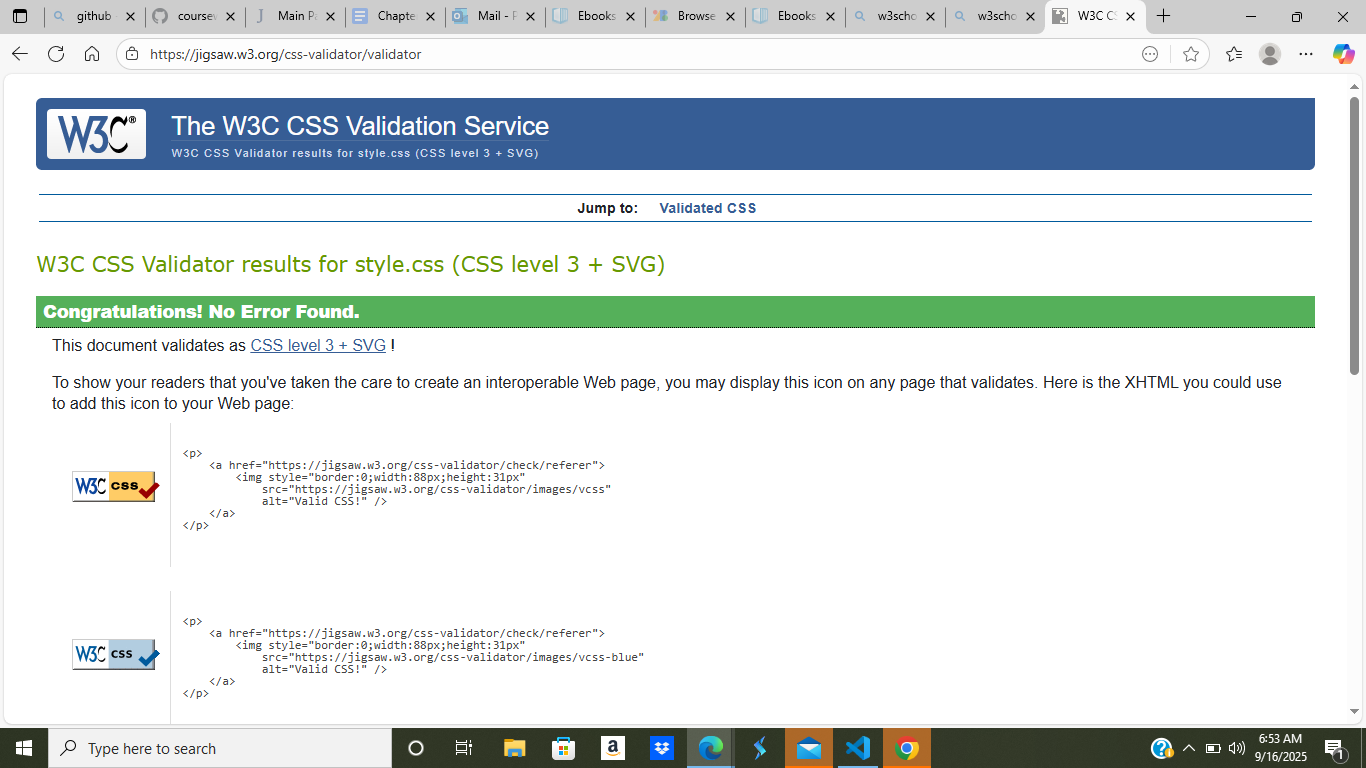 github -
coursew
Main Pa
Chapte
Mail - P
Ebooks
Browse
Ebooks
w3scho
w3scho
W3C CS
https://jigsaw.w3.org/css-validator/validator
W3C®
The W3C CSS Validation Service
W3C CSS Validator results for style.css (CSS level 3 + SVG)
Jump to: Validated CSS
W3C CSS Validator results for style.css (CSS level 3 + SVG)
Congratulations! No Error Found.
This document validates as CSS level 3 + SVG !
To show your readers that you've taken the care to create an interoperable Web page, you may display this icon on any page that validates. Here is the XHTML you could use
to add this icon to your Web page:
W3C css
<p>
<a href="https://jigsaw.w3.org/css-validator/check/referer">
<img style="border:0;width:88px;height:31px"
src="https://jigsaw.w3.org/css-validator/images/vcss"
alt="Valid CSS!" />
</a>
</p>
W3C css
<p>
<a href="https://jigsaw.w3.org/css-validator/check/referer">
<img style="border:0;width:88px;height:31px"
src="https://jigsaw.w3.org/css-validator/images/vcss-blue"
alt="Valid CSS!" />
</a>
</p>
Type here to search
6:53 AM
9/16/2025
1